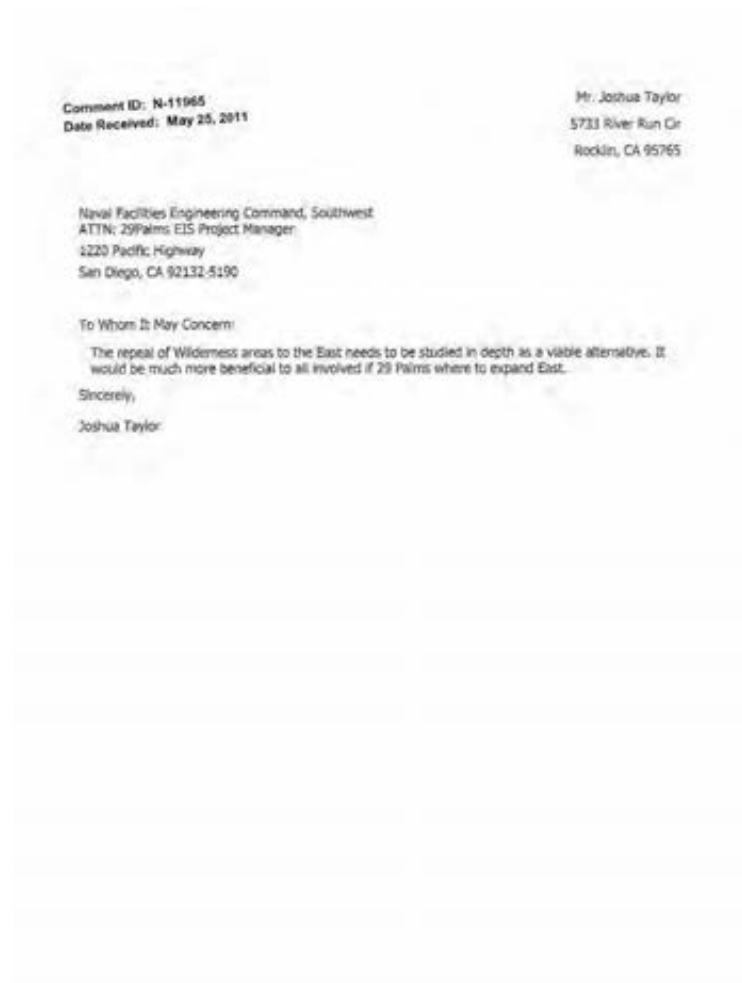 Comment ID: N-11965
Date Received: May 25, 2011
Mr. Joshua Taylor
5733 River Run Cir
Rocklin, CA 95765
Naval Facilities Engineering Command, Southwest
ATTN: 29Palms EIS Project Manager
1220 Pacific Highway
San Diego, CA 92132-5190
To Whom It May Concern:
The repeal of Wilderness areas to the East needs to be studied in depth as a viable alternative. It
would be much more beneficial to all involved if 29 Palms where to expand East.
Sincerely,
Joshua Taylor